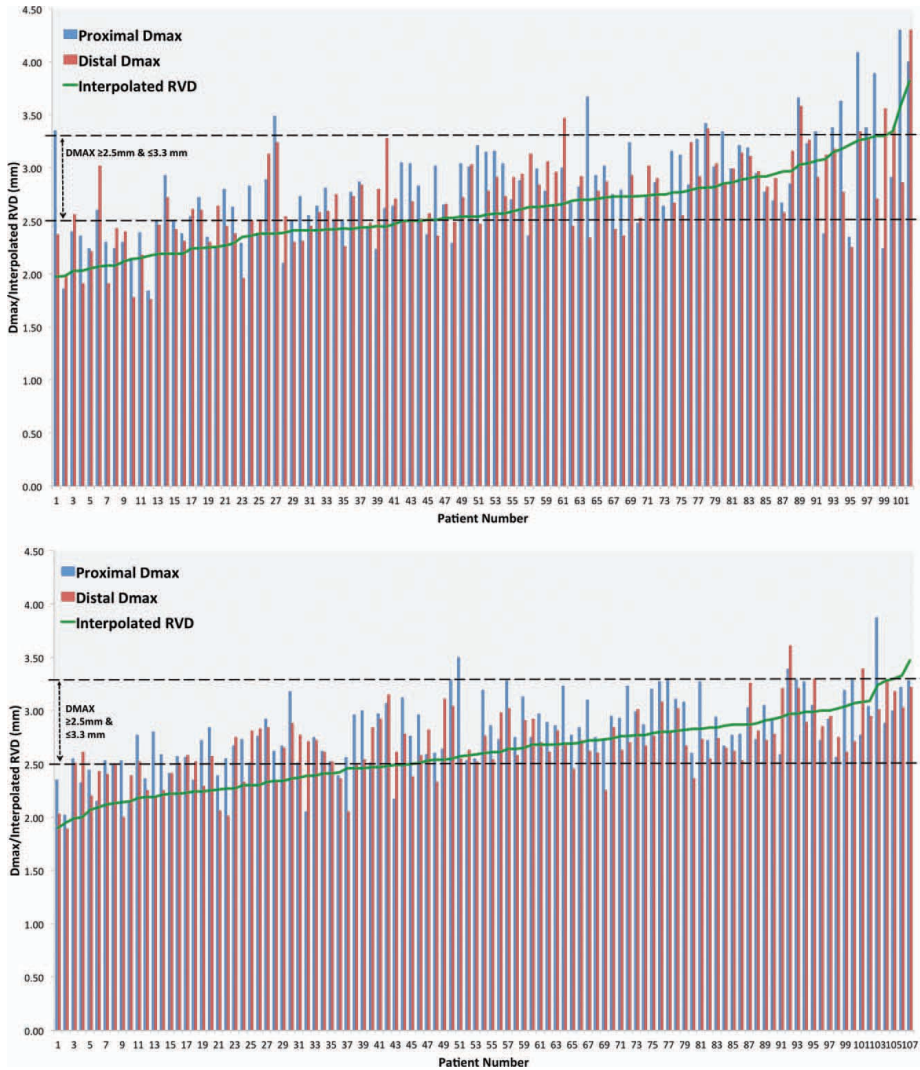 4.50
Proximal Dmax
Distal Dmax
Interpolated RVD
4.00
3.50
DMAX ≥2.5mm & ≤3.3 mm
3.00
2.50
2.00
1.50
1.00
0.50
0.00
Dmax/Interpolated RVD (mm)
1 3 5 7 9 11 13 15 17 19 21 23 25 27 29 31 33 35 37 39 41 43 45 47 49 51 53 55 57 59 61 63 65 67 69 71 73 75 77 79 81 83 85 87 89 91 93 95 97 99 101
Patient Number
4.50
Proximal Dmax
Distal Dmax
Interpolated RVD
4.00
3.50
DMAX
≥2.5mm &
≤3.3 mm
3.00
2.50
2.00
1.50
1.00
0.50
0.00
Dmax/Interpolated RVD (mm)
1 3 5 7 9 11 13 15 17 19 21 23 25 27 29 31 33 35 37 39 41 43 45 47 49 51 53 55 57 59 61 63 65 67 69 71 73 75 77 79 81 83 85 87 89 91 93 95 97 99 101 103 105 107
Patient Number